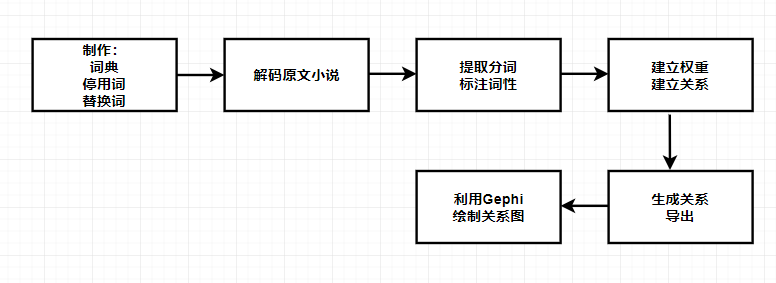 制作：
词典
停用词
替换词
解码原文小说
提取分词
标注词性
建立权重
建立关系
生成关系
导出
利用Gephi
绘制关系图